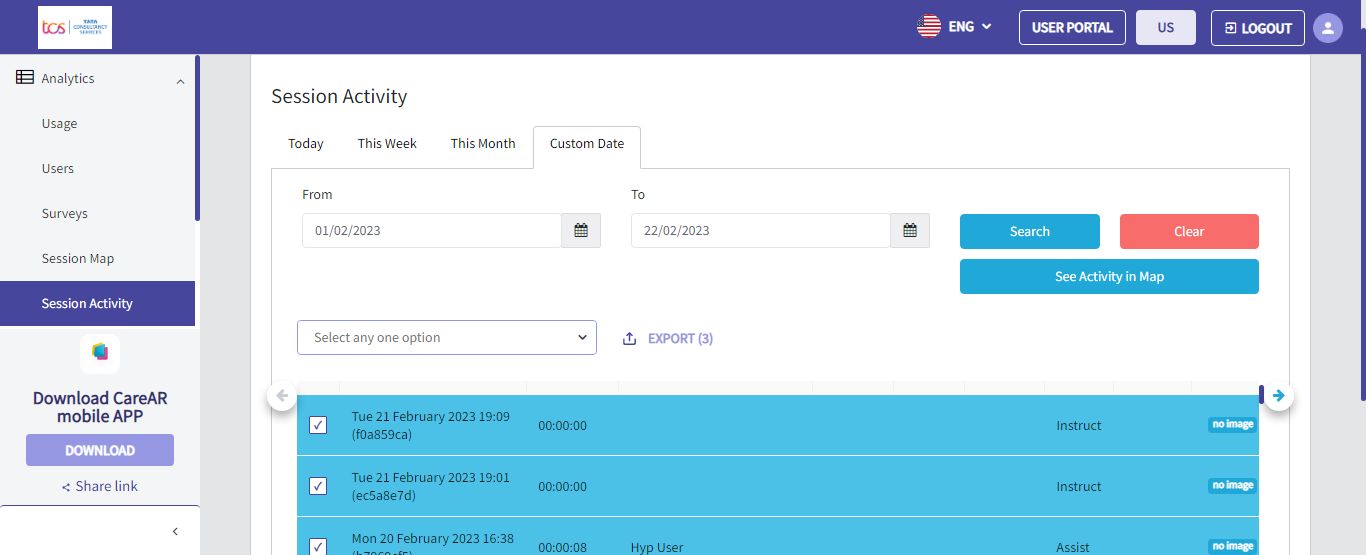 tcs TATA
CONSULTANCY
SERVICES
ENG
USER PORTAL
US
LOGOUT
Analytics
Usage
Users
Surveys
Session Map
Session Activity
Download CareAR
mobile APP
DOWNLOAD
Share link
Session Activity
Today This Week This Month Custom Date
From To
01/02/2023 22/02/2023 Search Clear
See Activity in Map
Select any one option EXPORT (3)
Tue 21 February 2023 19:09
(f0a859ca) 00:00:00 Instruct no image
Tue 21 February 2023 19:01
(ec5a8e7d) 00:00:00 Instruct no image
Mon 20 February 2023 16:38
00:00:08 Hyp User Assist no image